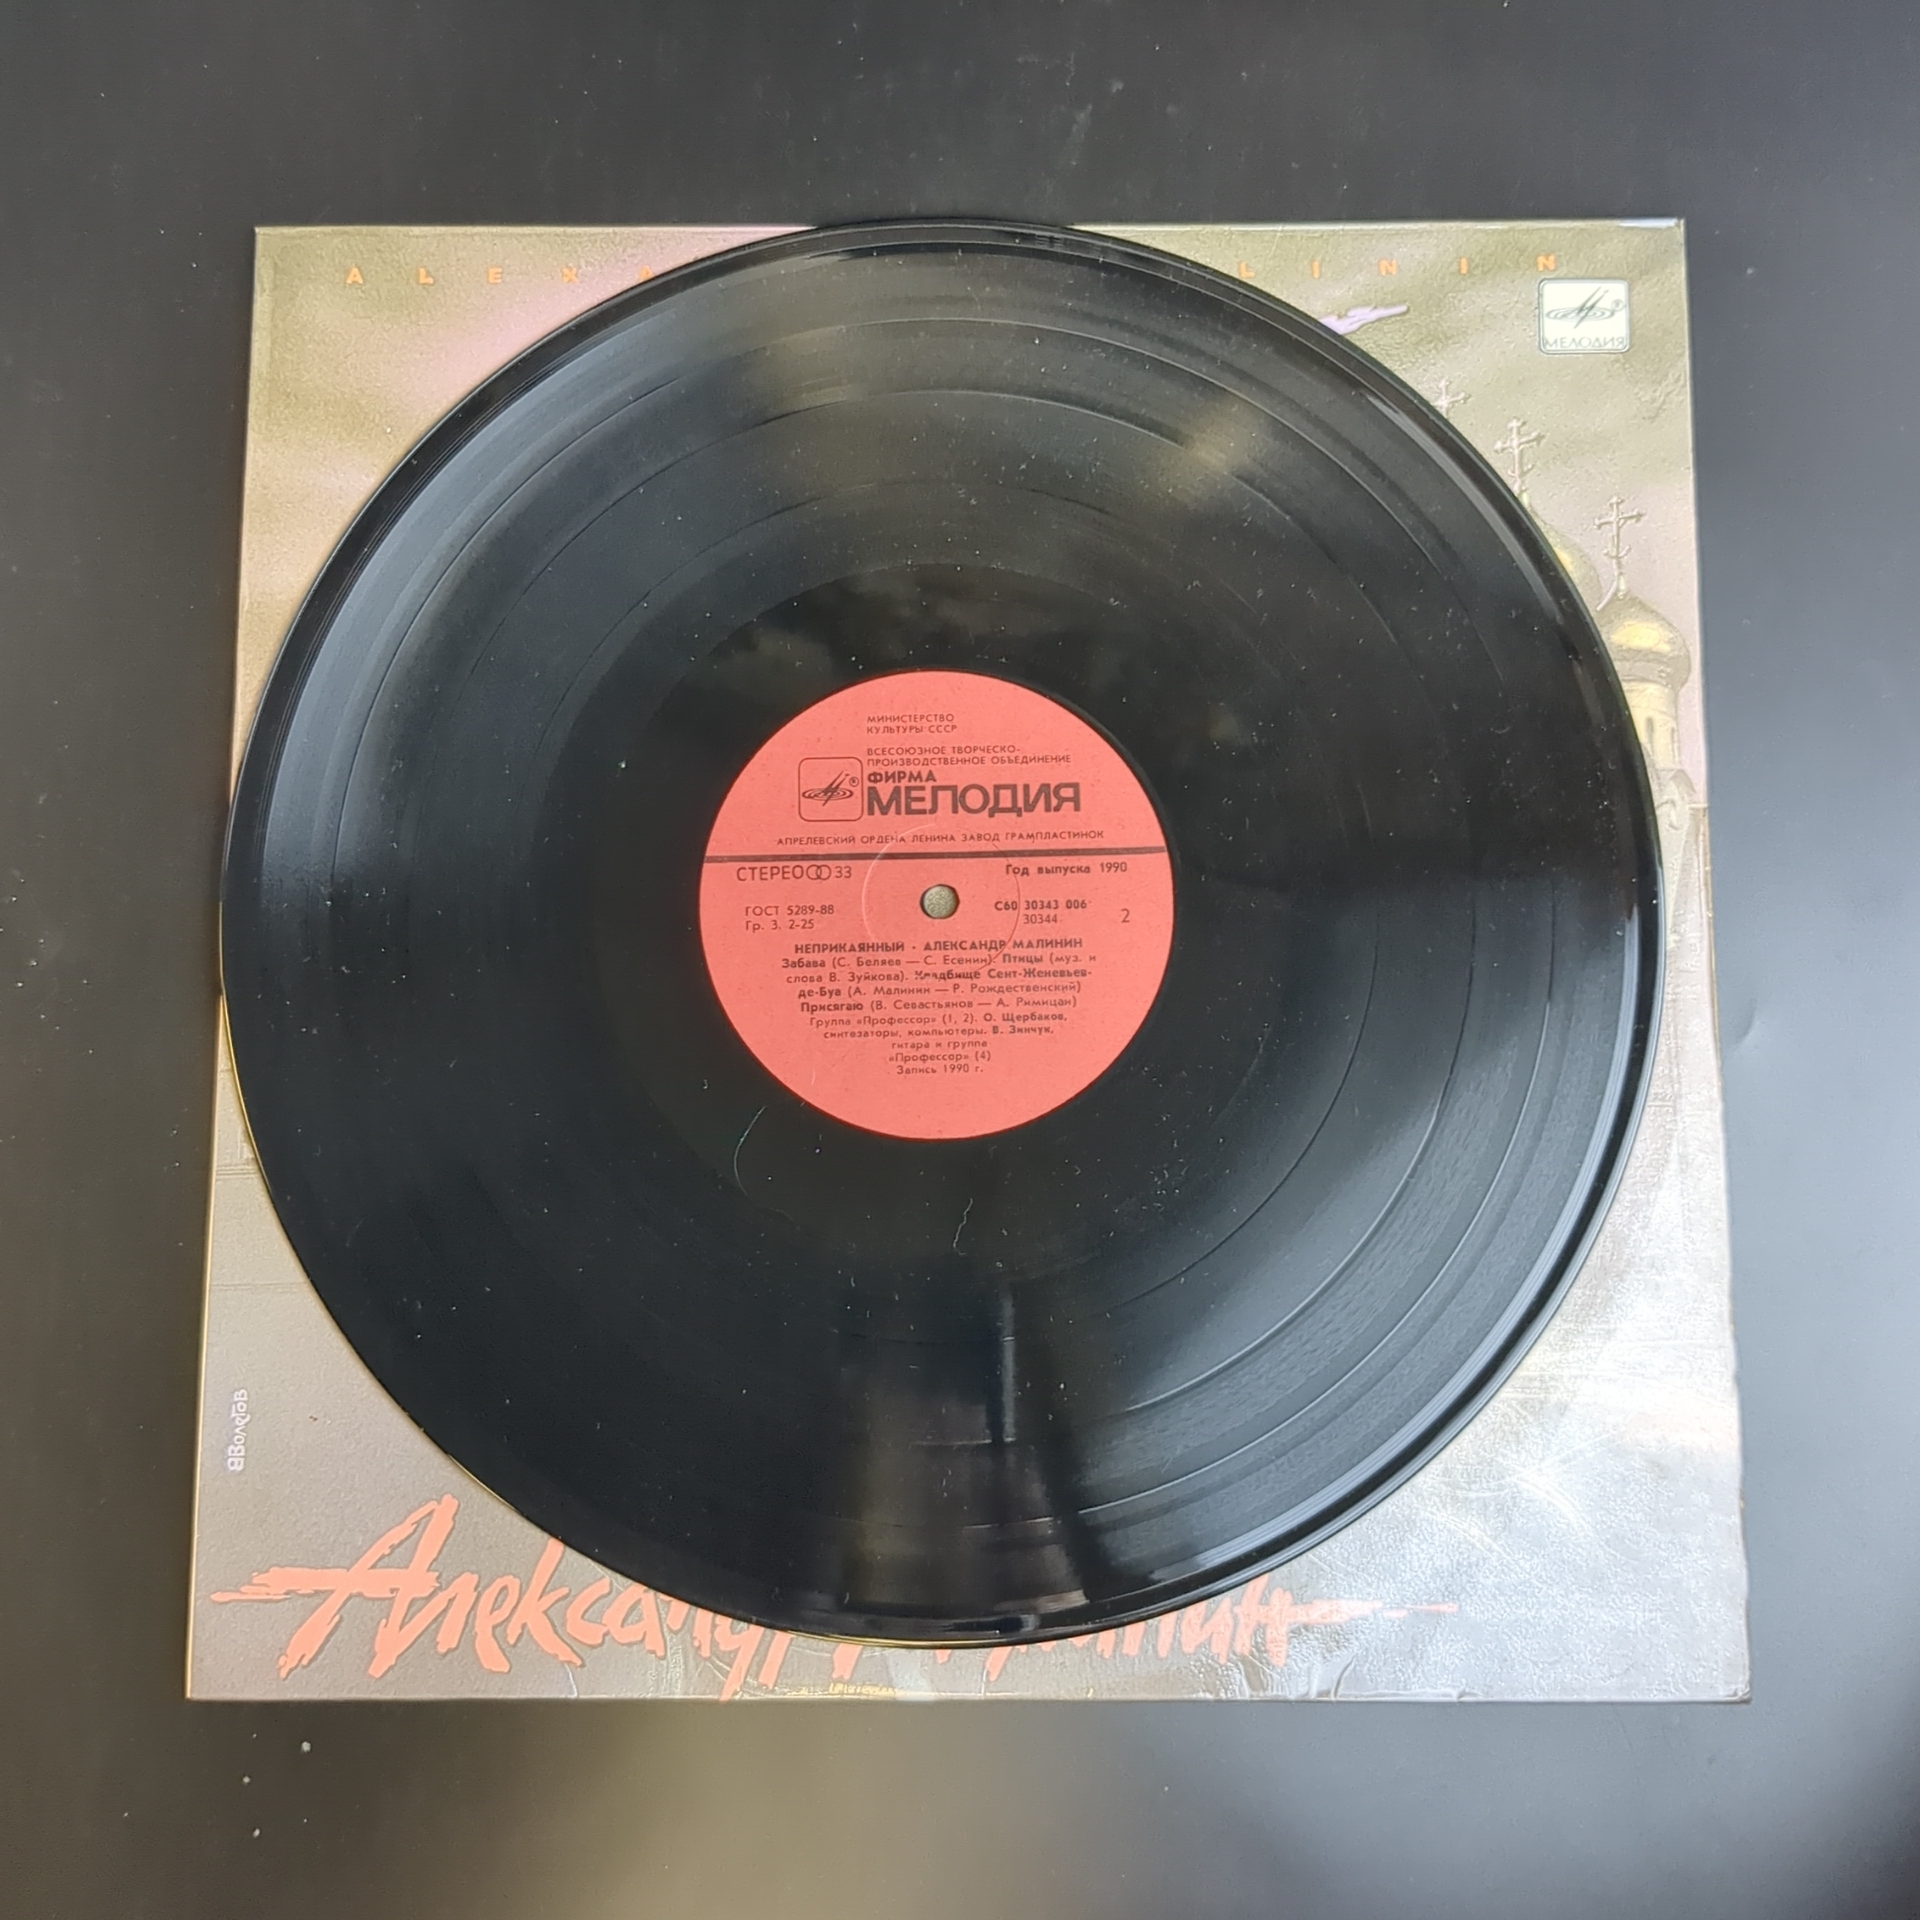 ALEXA LININ
МЕЛОДИЯ
МИНИСТЕРСТВО
КУЛЬТУРЫ СССР
ВСЕСОЮЗНОЕ ТВОРЧЕСКО-
ПРОИЗВОДСТВЕННОЕ ОБЪЕДИНЕНИЕ
ФИРМА
МЕЛОДИЯ
АПРЕЛЕВСКИЙ ОРДЕНА ЛЕНИНА ЗАВОД ГРАМПЛАСТИНОК
СТЕРЕО 33 Год выпуска 1990
ГОСТ 5289-88 С60 30343 006
Гр. 3. 2-25 30344 2
НЕПРИКАЯННЫЙ · АЛЕКСАНДР МАЛИНИН
Забава (С. Беляев — С. Есенин). Птицы (муз. и
слова В. Зуйкова). Кладбище Сент-Женевьев-
де-Буа (А. Малинин — Р. Рождественский)
Присягаю (В. Севастьянов — А. Римицан)
Группа «Профессор» (1, 2). О. Щербаков,
синтезаторы, компьютеры. В. Зинчук,
гитара и группа
«Профессор» (4)
Запись 1990 г.
ВВолегов
Александр